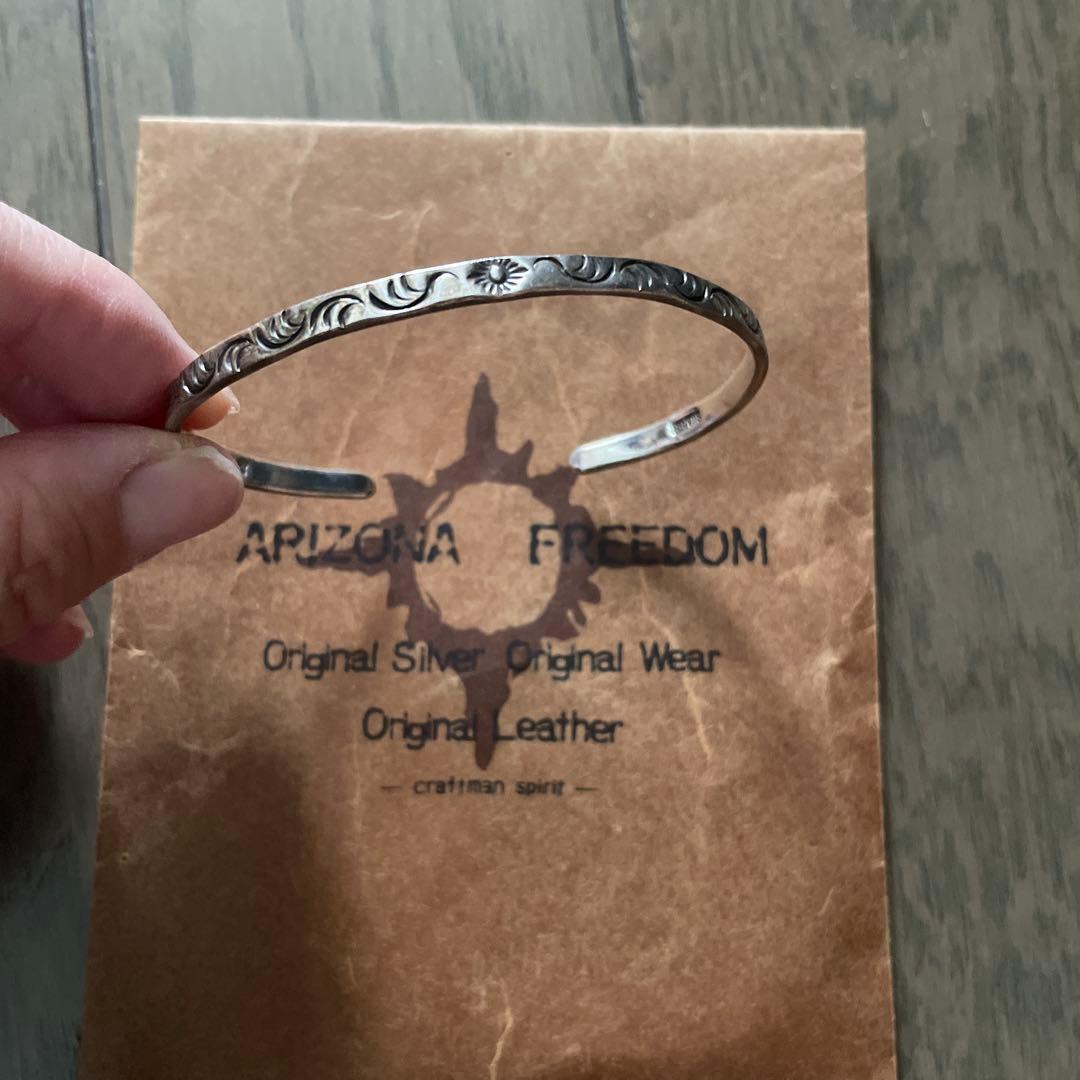 ARIZONA FREEDOM
Original Silver Original Wear
Original Leather
— craftman spirit —